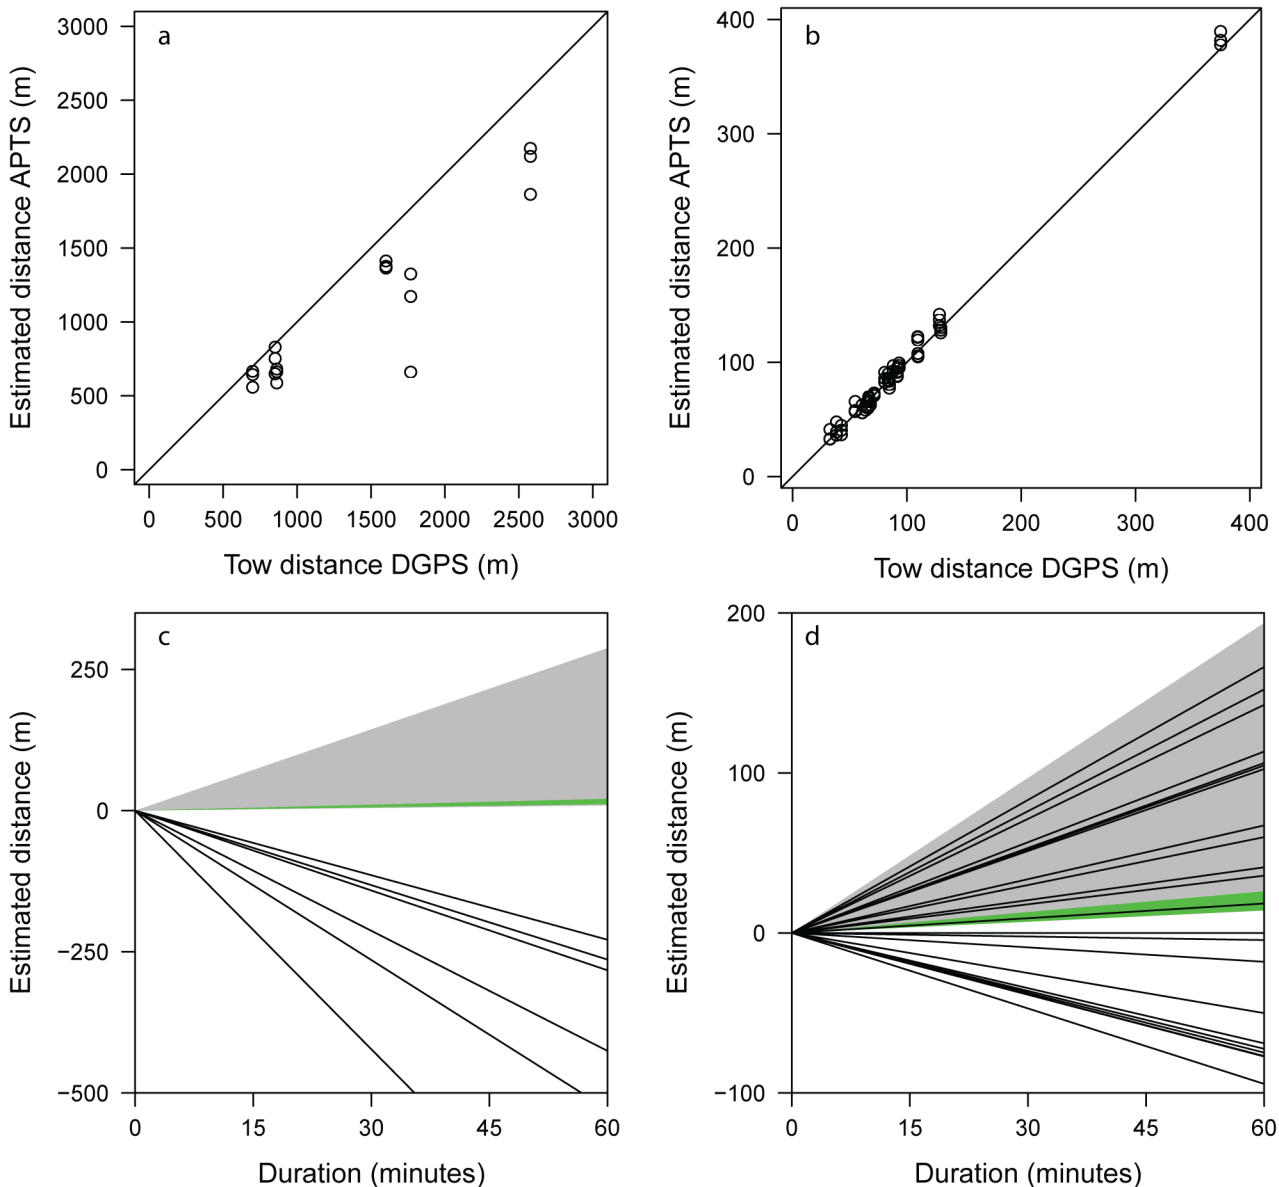 a
3000
2500
2000
1500
1000
500
0
Estimated distance APTS (m)
0 500 1000 1500 2000 2500 3000
Tow distance DGPS (m)
b
400
300
200
100
0
Estimated distance APTS (m)
0 100 200 300 400
Tow distance DGPS (m)
c
250
0
−250
−500
Estimated distance (m)
0 15 30 45 60
Duration (minutes)
d
200
100
0
−100
Estimated distance (m)
0 15 30 45 60
Duration (minutes)